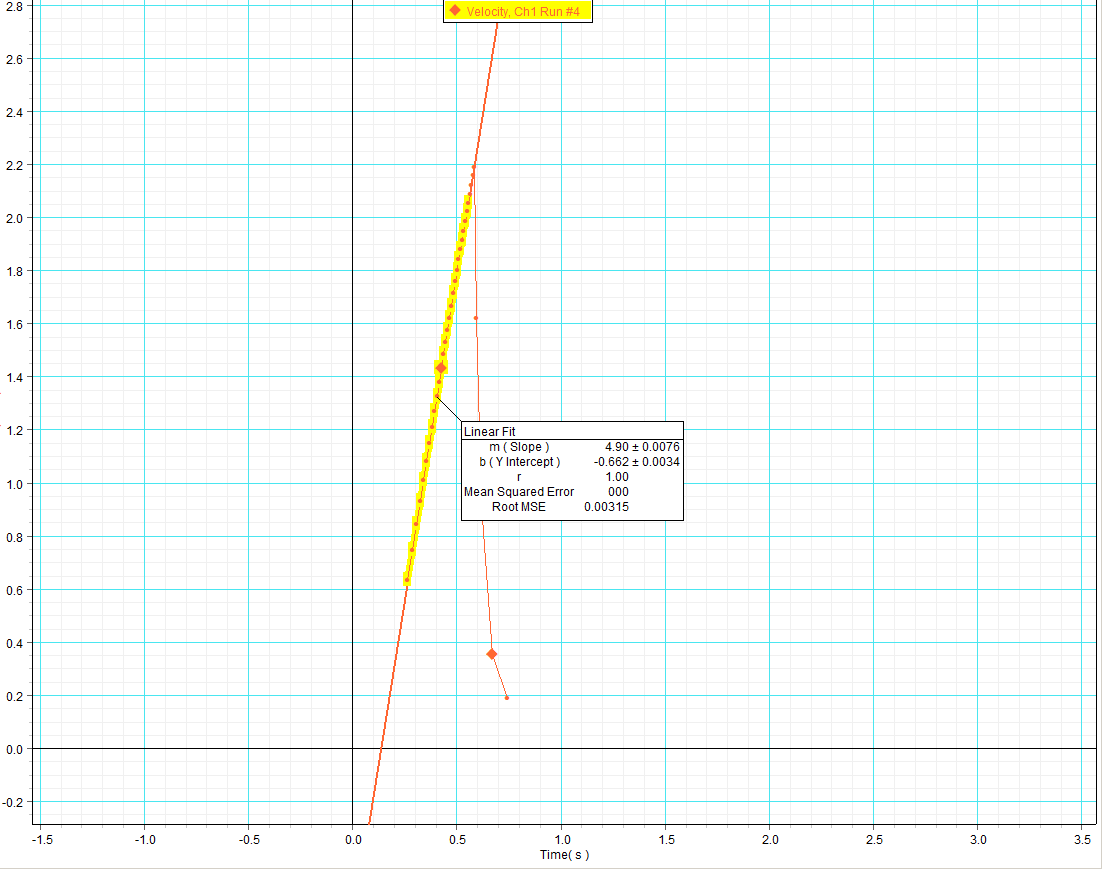 Velocity, Ch1 Run #4
2.8
2.6
2.4
2.2
2.0
1.8
1.6
1.4
1.2
1.0
0.8
0.6
0.4
0.2
0.0
-0.2
Linear Fit
m ( Slope ) 4.90 ± 0.0076
b ( Y Intercept ) -0.662 ± 0.0034
r 1.00
Mean Squared Error 000
Root MSE 0.00315
-1.5 -1.0 -0.5 0.0 0.5 1.0 1.5 2.0 2.5 3.0 3.5
Time( s )